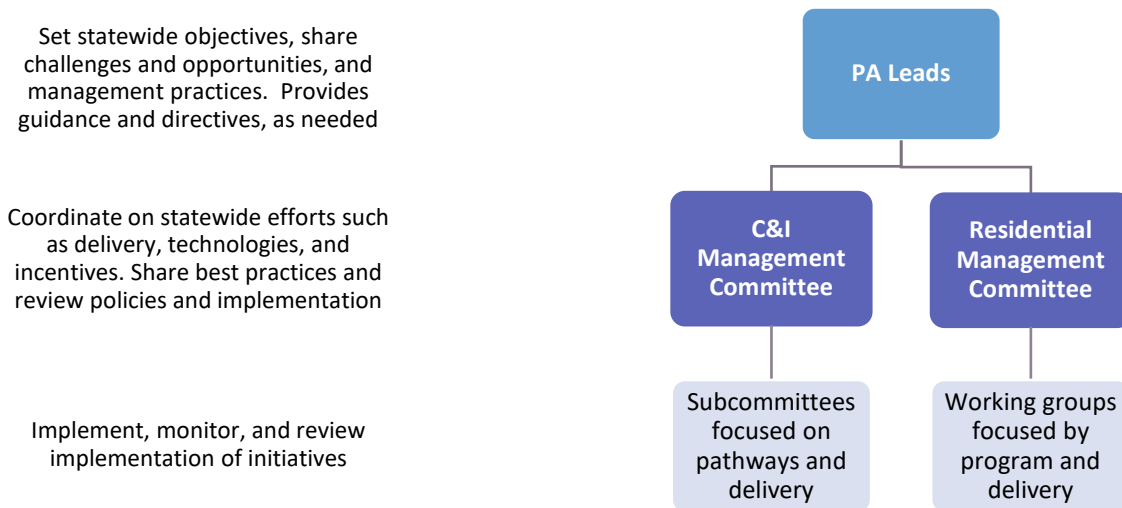 Set statewide objectives, share
challenges and opportunities, and
management practices.  Provides
guidance and directives, as needed
PA Leads
Coordinate on statewide efforts such
as delivery, technologies, and
incentives. Share best practices and
review policies and implementation
C&I
Management
Committee
Residential
Management
Committee
Implement, monitor, and review
implementation of initiatives
Subcommittees
focused on
pathways and
delivery
Working groups
focused by
program and
delivery